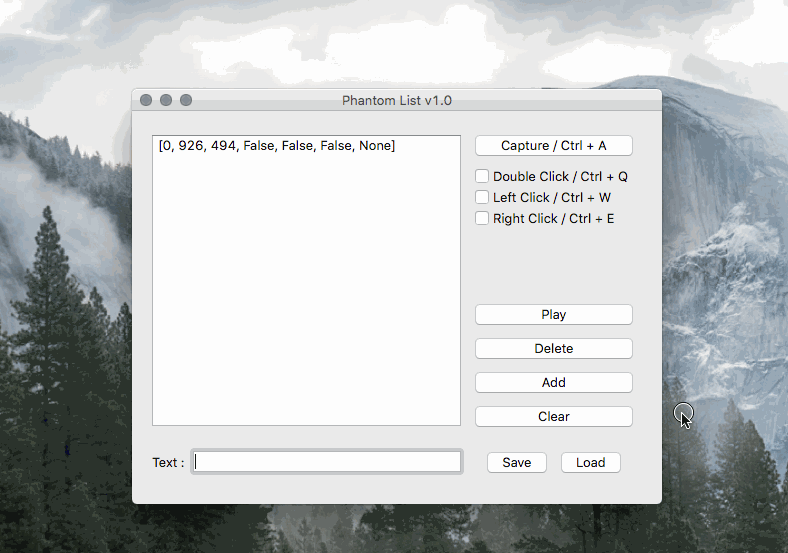 Phantom List v1.0
[0, 926, 494, False, False, False, None]
Capture / Ctrl + A
Double Click / Ctrl + Q
Left Click / Ctrl + W
Right Click / Ctrl + E
Play
Delete
Add
Clear
Text :
Save
Load